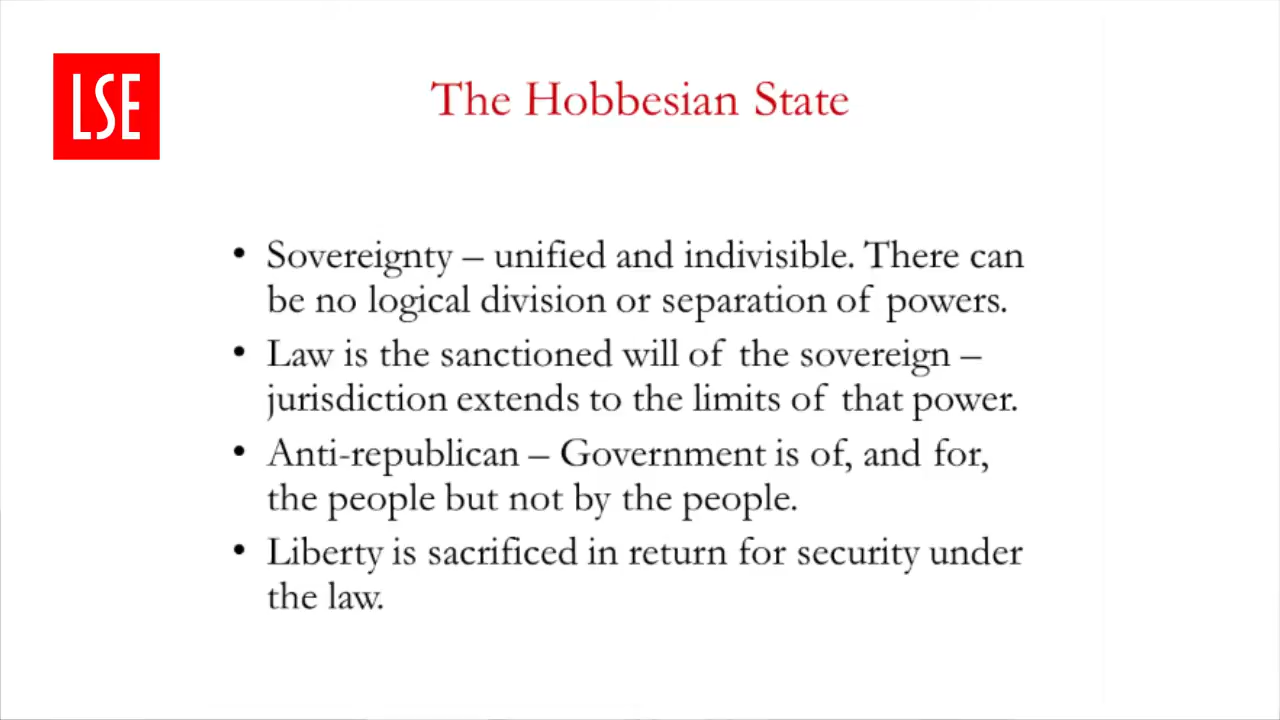 LSE
The Hobbesian State
• Sovereignty – unified and indivisible. There can
be no logical division or separation of powers.
• Law is the sanctioned will of the sovereign –
jurisdiction extends to the limits of that power.
• Anti-republican – Government is of, and for,
the people but not by the people.
• Liberty is sacrificed in return for security under
the law.